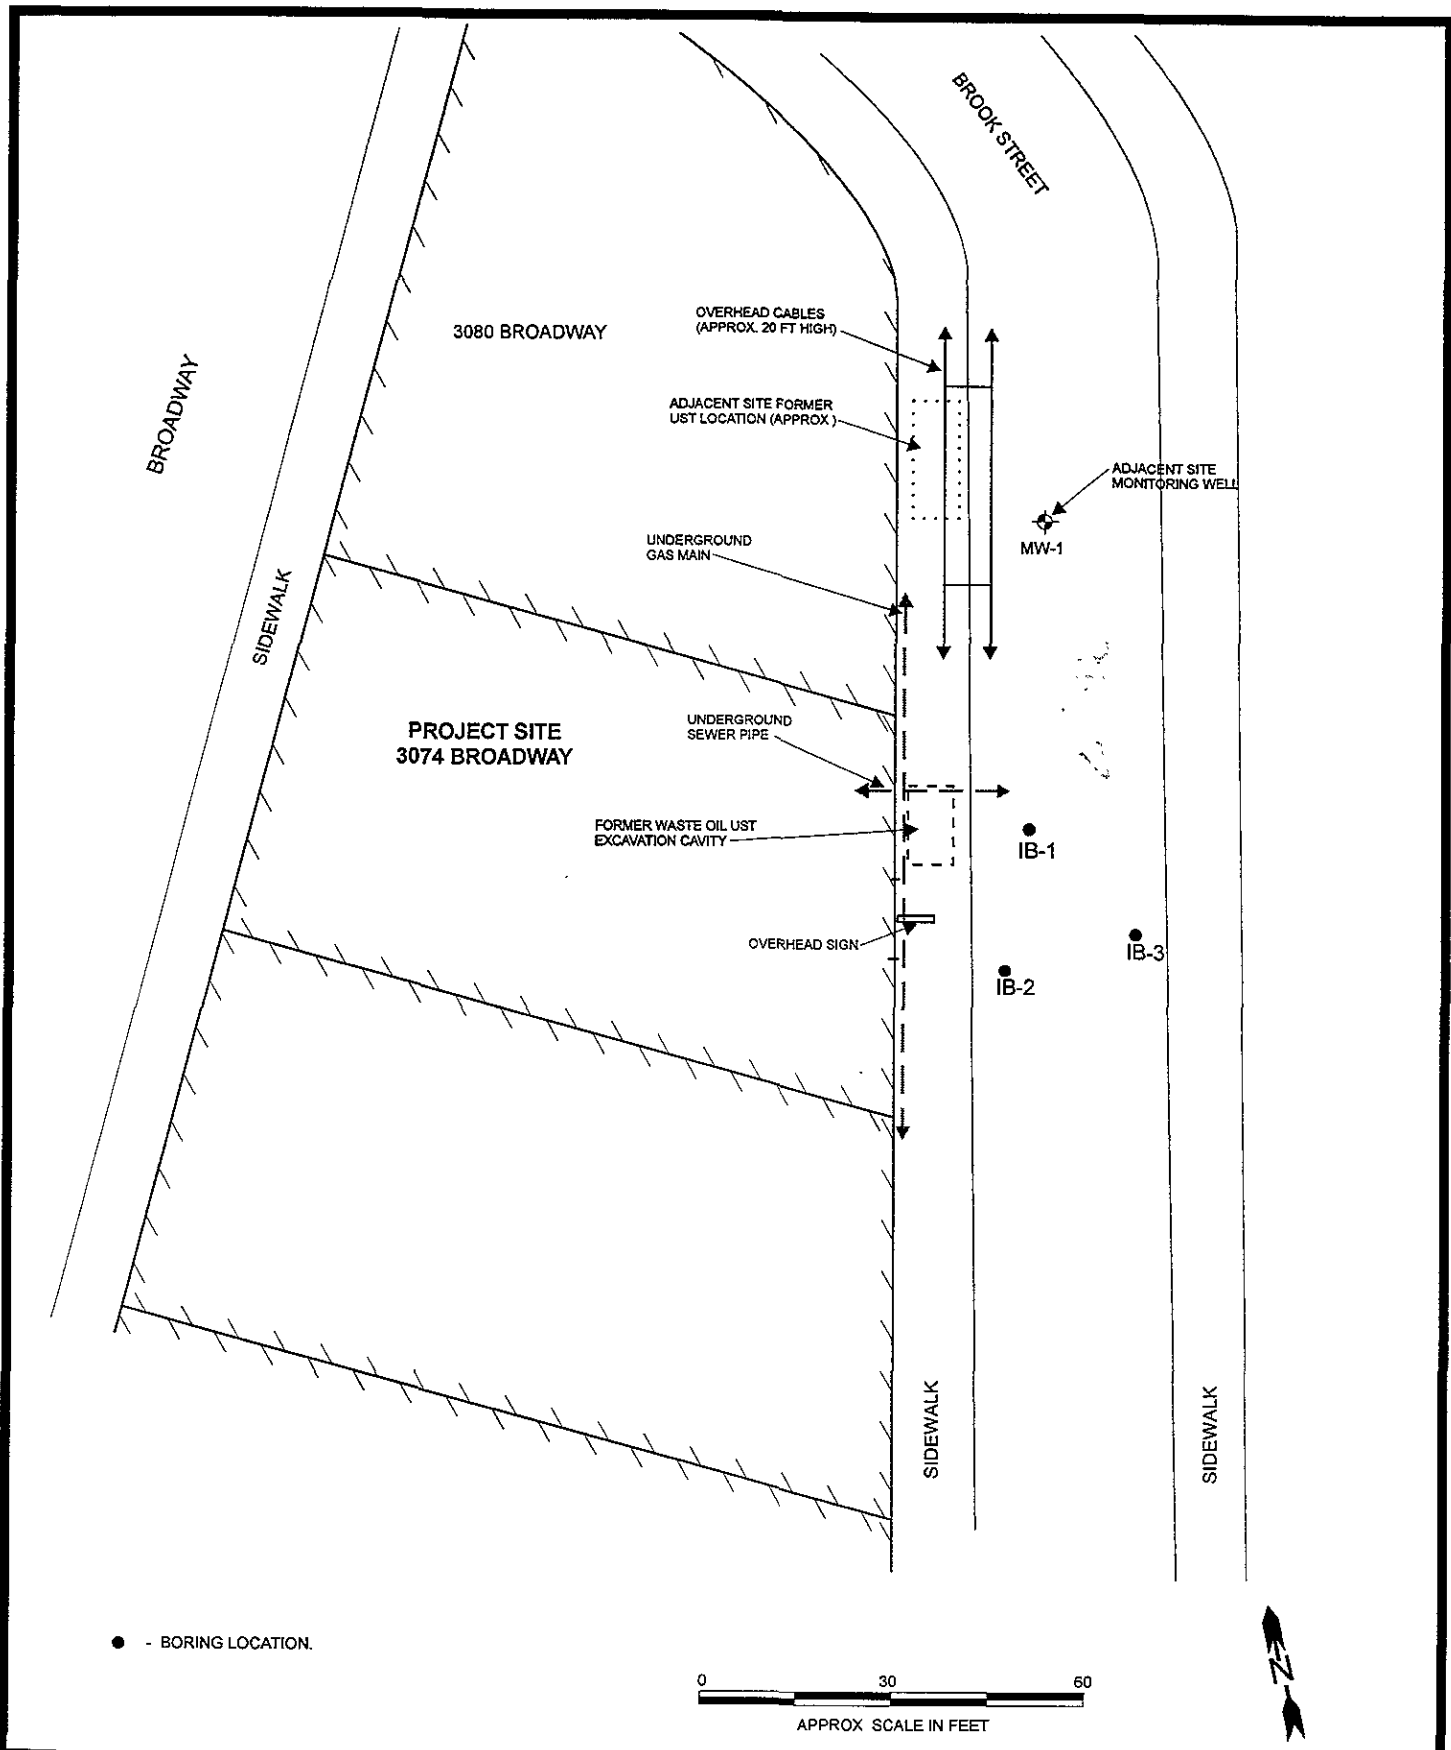 BROOK STREET
OVERHEAD CABLES
(APPROX. 20 FT HIGH)
3080 BROADWAY
BROADWAY
ADJACENT SITE FORMER
UST LOCATION (APPROX )
ADJACENT SITE
MONITORING WELL
MW-1
UNDERGROUND
GAS MAIN
SIDEWALK
PROJECT SITE
3074 BROADWAY
UNDERGROUND
SEWER PIPE
FORMER WASTE OIL UST
EXCAVATION CAVITY
IB-1
OVERHEAD SIGN
IB-3
IB-2
SIDEWALK
SIDEWALK
- BORING LOCATION.
N
0 30 60
APPROX SCALE IN FEET